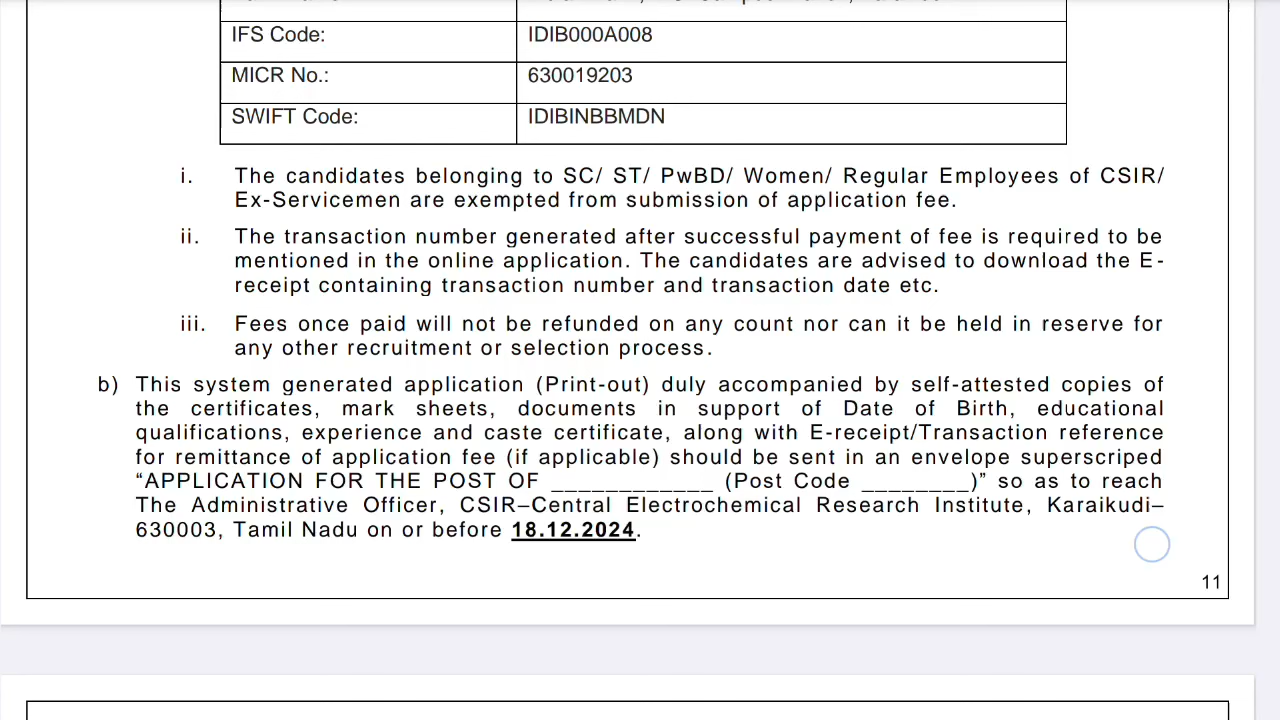 IFS Code: IDIB000A008
MICR No.: 630019203
SWIFT Code: IDIBINBBMDN
i. The candidates belonging to SC/ ST/ PwBD/ Women/ Regular Employees of CSIR/
Ex-Servicemen are exempted from submission of application fee.
ii. The transaction number generated after successful payment of fee is required to be
mentioned in the online application. The candidates are advised to download the E-
receipt containing transaction number and transaction date etc.
iii. Fees once paid will not be refunded on any count nor can it be held in reserve for
any other recruitment or selection process.
b) This system generated application (Print-out) duly accompanied by self-attested copies of
the certificates, mark sheets, documents in support of Date of Birth, educational
qualifications, experience and caste certificate, along with E-receipt/Transaction reference
for remittance of application fee (if applicable) should be sent in an envelope superscriped
“APPLICATION FOR THE POST OF ____________ (Post Code ________)” so as to reach
The Administrative Officer, CSIR–Central Electrochemical Research Institute, Karaikudi–
630003, Tamil Nadu on or before 18.12.2024.
11